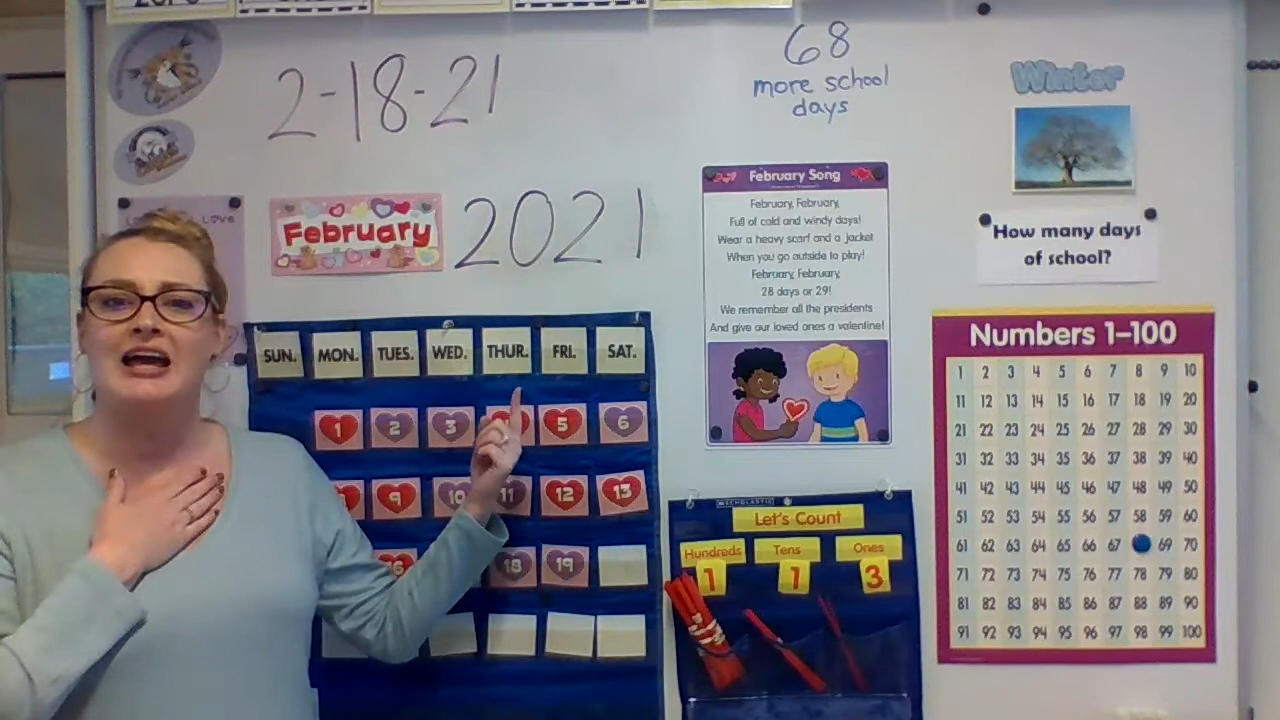 2-18-21
68
more school
days
Winter
February 2021
February Song
February, February,
Full of cold and windy days!
Wear a heavy scarf and a jacket
When you go outside to play!
February, February,
28 days or 29!
We remember all the presidents
And give our loved ones a valentine!
How many days
of school?
Love
SUN. MON. TUES. WED. THUR. FRI. SAT.
1 2 3 5 6
9 10 11 12 13
18 19
SCHOLASTIC
Let's Count
Hundreds Tens Ones
1 1 3
Numbers 1-100
1 2 3 4 5 6 7 8 9 10
11 12 13 14 15 16 17 18 19 20
21 22 23 24 25 26 27 28 29 30
31 32 33 34 35 36 37 38 39 40
41 42 43 44 45 46 47 48 49 50
51 52 53 54 55 56 57 58 59 60
61 62 63 64 65 66 67 69 70
71 72 73 74 75 76 77 78 79 80
81 82 83 84 85 86 87 88 89 90
91 92 93 94 95 96 97 98 99 100